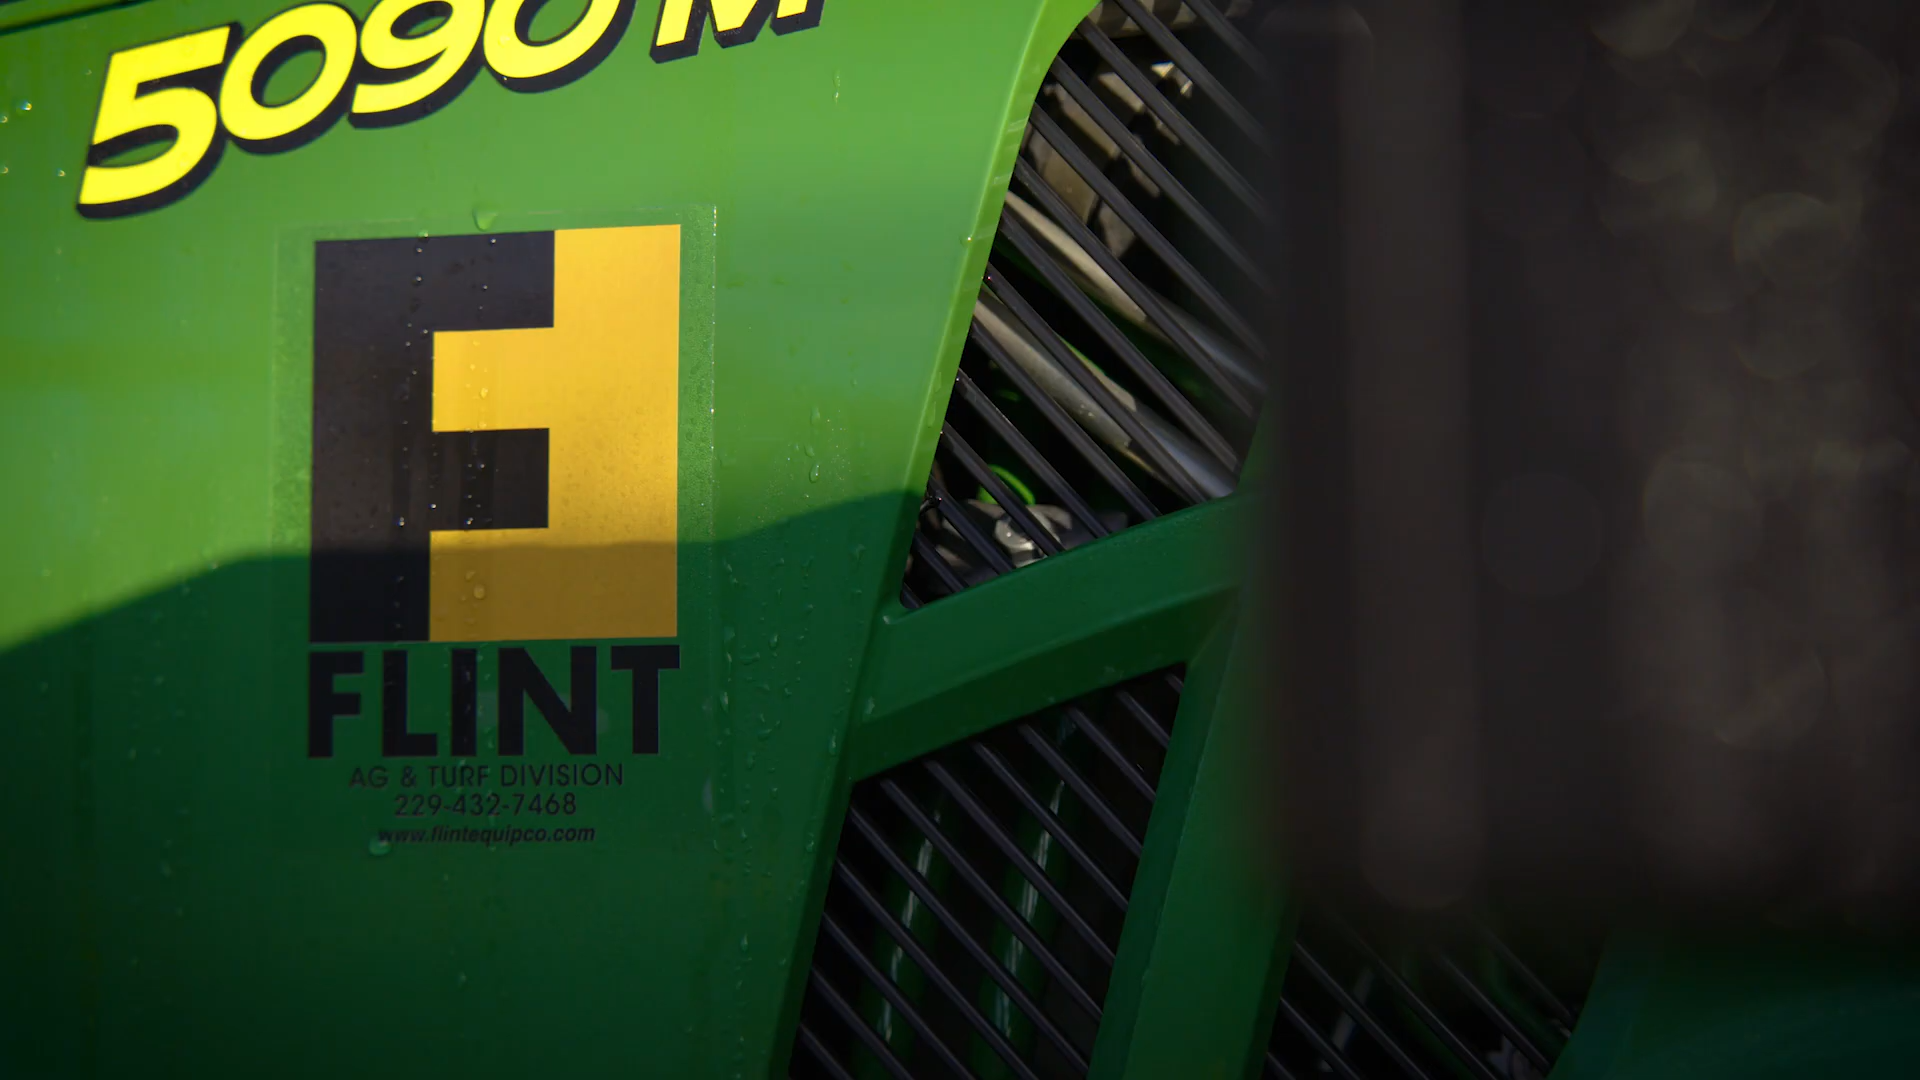 5090M
FLINT
AG & TURF DIVISION
229-432-7468
www.flintequipco.com